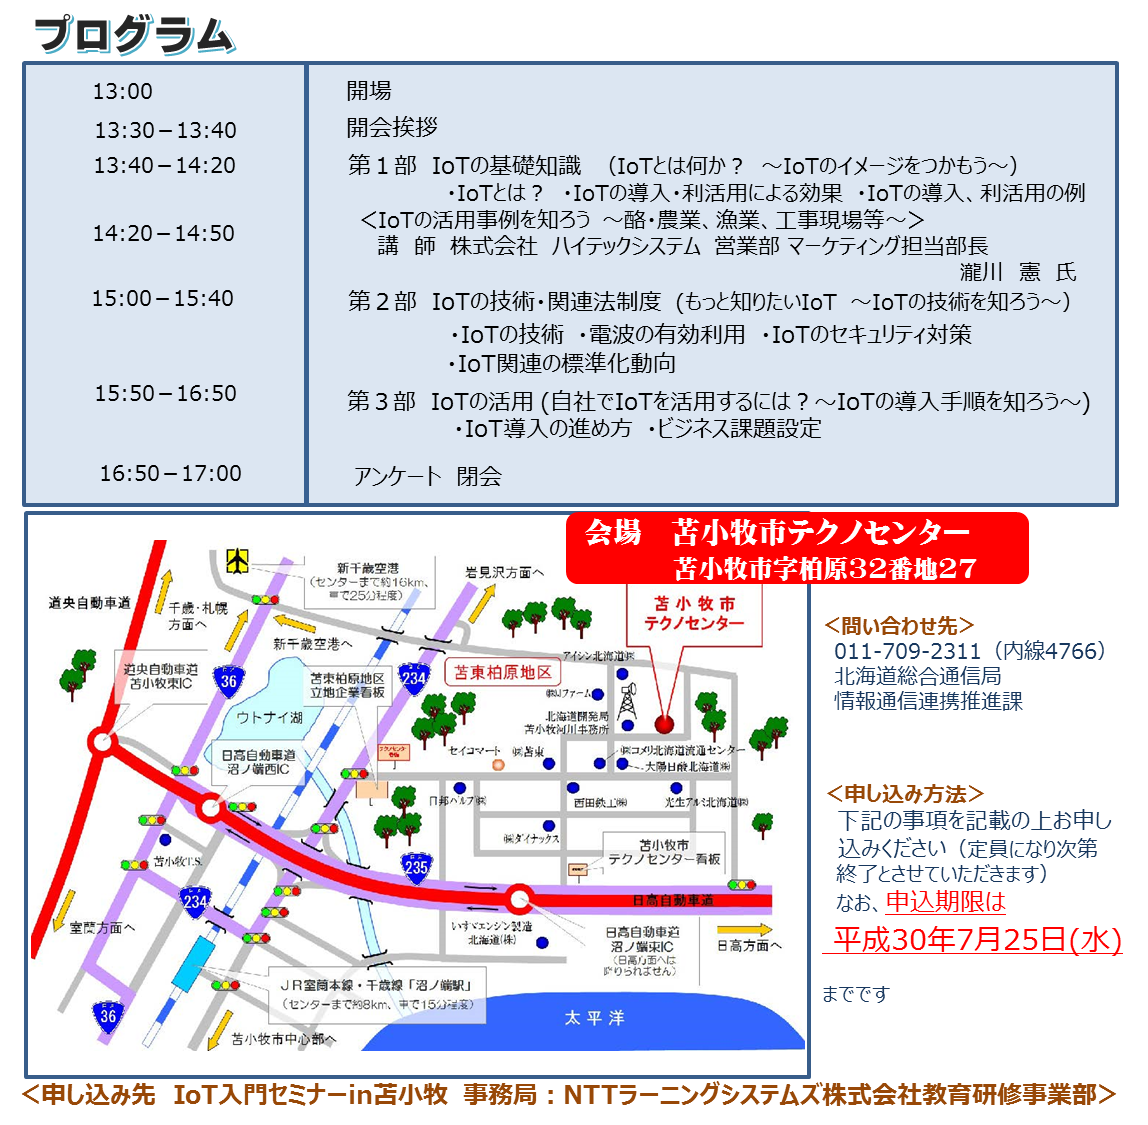 プログラム
13:00 開場
13:30－13:40 開会挨拶
13:40－14:20 第１部 IoTの基礎知識 （IoTとは何か？ ～IoTのイメージをつかもう～）
・IoTとは？ ・IoTの導入・利活用による効果 ・IoTの導入、利活用の例
14:20－14:50 ＜IoTの活用事例を知ろう ～酪・農業、漁業、工事現場等～＞
講 師 株式会社 ハイテックシステム 営業部 マーケティング担当部長
瀧川 憲 氏
15:00－15:40 第２部 IoTの技術・関連法制度 (もっと知りたいIoT ～IoTの技術を知ろう～）
・IoTの技術 ・電波の有効利用 ・IoTのセキュリティ対策
・IoT関連の標準化動向
15:50－16:50 第３部 IoTの活用 (自社でIoTを活用するには？～IoTの導入手順を知ろう～)
・IoT導入の進め方 ・ビジネス課題設定
16:50－17:00 アンケート 閉会
会場 苫小牧市テクノセンター
苫小牧市字柏原32番地27
新千歳空港
(センターまで約16km、
車で25分程度)
岩見沢方面へ
道央自動車道
千歳・札幌
方面へ
新千歳空港へ
苫小牧市
テクノセンター
道央自動車道
苫小牧東IC
36
苫東柏原地区
立地企業看板
234
苫東柏原地区
アイシン北海道㈱
㈱Jファーム
北海道開発局
苫小牧河川事務所
ウトナイ湖
日高自動車道
沼ノ端西IC
テクノセンター
看板
セイコマート
㈱苫東
㈱コメリ北海道流通センター
大陽日酸北海道㈱
日邦バルブ㈱
西田鉄工㈱
光生アルミ北海道㈱
㈱ダイナックス
苫小牧T.S.
苫小牧市
テクノセンター看板
235
234
日高自動車道
室蘭方面へ
いすゞエンジン製造
北海道(株)
日高自動車道
沼ノ端東IC
(日高方面へは
降りられません)
日高方面へ
ＪＲ室蘭本線・千歳線「沼ノ端駅」
(センターまで約8km、車で15分程度)
36
苫小牧市中心部へ
太平洋
＜問い合わせ先＞
011-709-2311（内線4766）
北海道総合通信局
情報通信連携推進課
＜申し込み方法＞
下記の事項を記載の上お申し
込みください（定員になり次第
終了とさせていただきます）
なお、申込期限は
平成30年7月25日(水)
までです
＜申し込み先 IoT入門セミナーin苫小牧 事務局：NTTラーニングシステムズ株式会社教育研修事業部＞